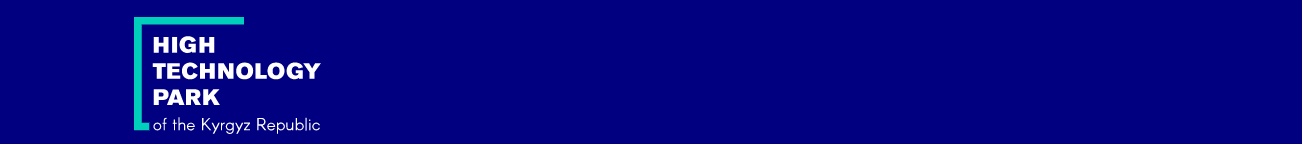 HIGH
TECHNOLOGY
PARK
of the Kyrgyz Republic